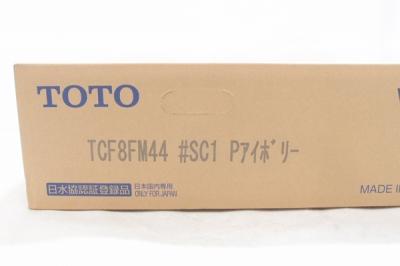 TOTO
TCF8FM44 #SC1 Pアイボリー
日水協認証登録品
日本国内専用
ONLY FOR JAPAN
MADE I